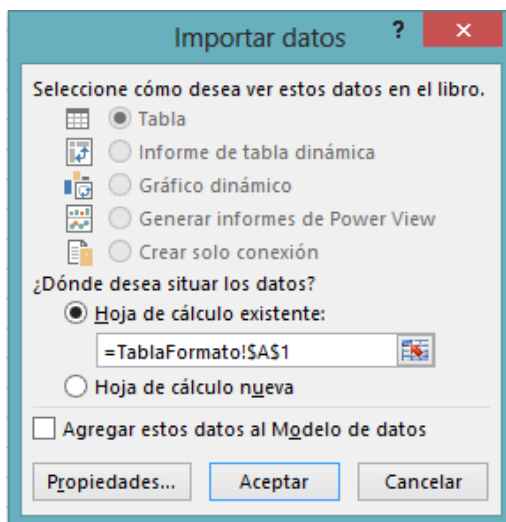 Importar datos
?
Seleccione cómo desea ver estos datos en el libro.
Tabla
Informe de tabla dinámica
Gráfico dinámico
Generar informes de Power View
Crear solo conexión
¿Dónde desea situar los datos?
Hoja de cálculo existente:
=TablaFormato!$A$1
Hoja de cálculo nueva
Agregar estos datos al Modelo de datos
Propiedades... Aceptar Cancelar